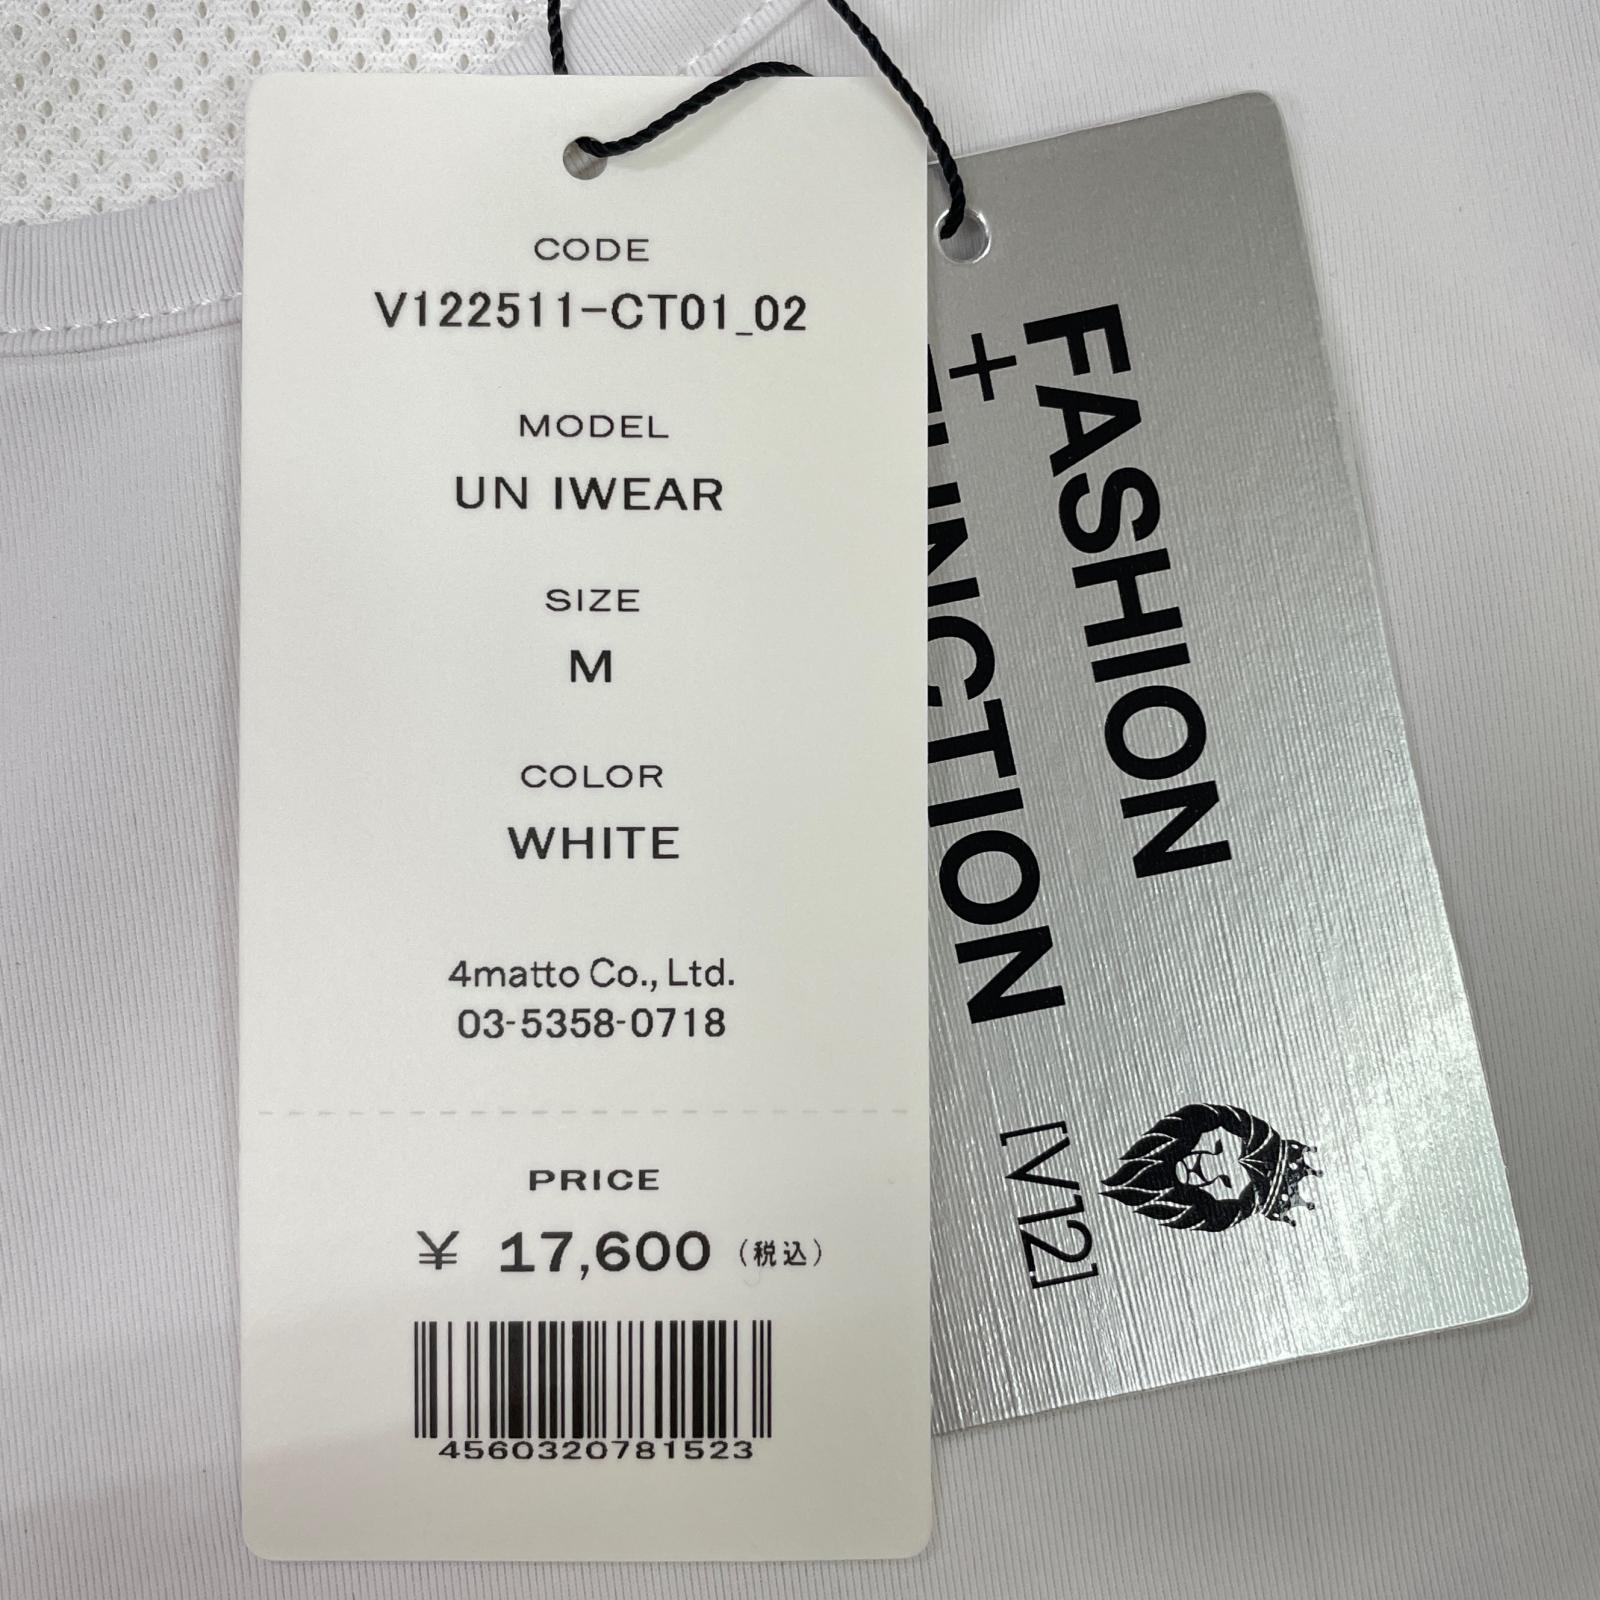 CODE
V122511-CT01_02
MODEL
UN IWEAR
SIZE
M
COLOR
WHITE
4matto Co., Ltd.
03-5358-0718
PRICE
¥ 17,600 (税込)
4560320781523
FASHION
+
FUNCTION
[V12]